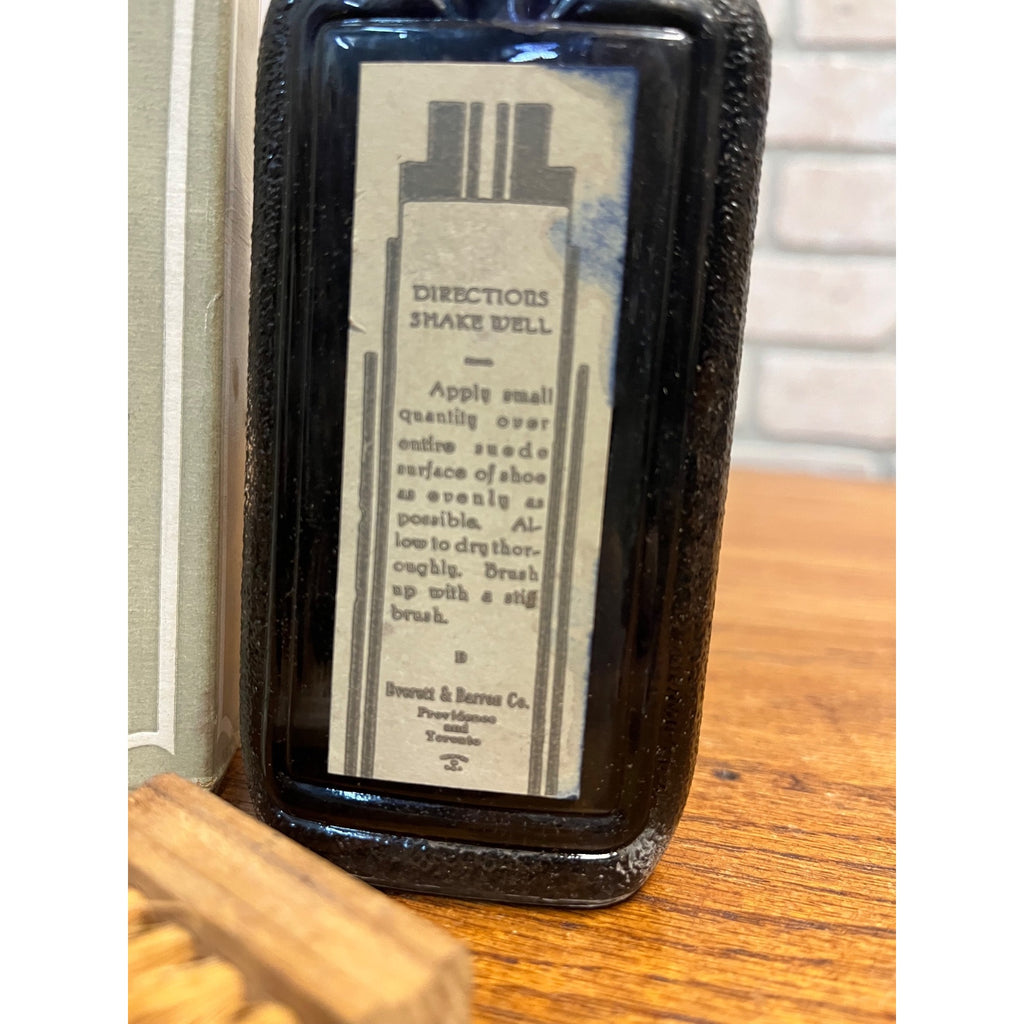 DIRECTIONS
SHAKE WELL
Apply small
quantity over
entire suede
surface of shoe
as evenly as
possible. Al-
low to dry thor-
oughly. Brush
up with a stiff
brush.
Everett & Barron Co.
Providence
and
Toronto